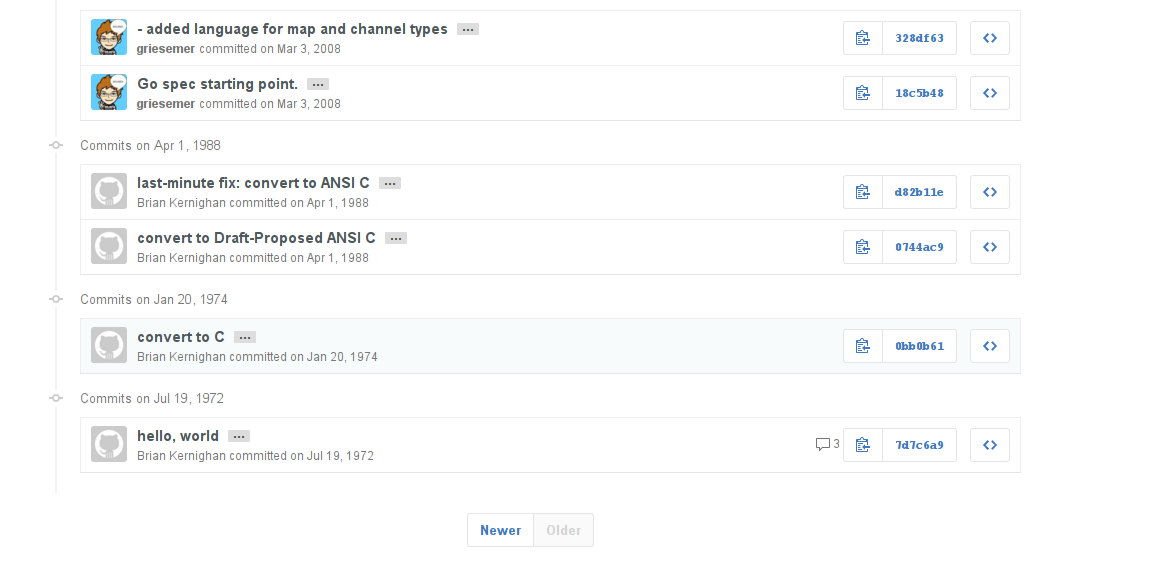 - added language for map and channel types …
griesemer committed on Mar 3, 2008
328df63
Go spec starting point. …
griesemer committed on Mar 3, 2008
18c5b48
Commits on Apr 1, 1988
last-minute fix: convert to ANSI C …
Brian Kernighan committed on Apr 1, 1988
d82b11e
convert to Draft-Proposed ANSI C …
Brian Kernighan committed on Apr 1, 1988
0744ac9
Commits on Jan 20, 1974
convert to C …
Brian Kernighan committed on Jan 20, 1974
0bb0b61
Commits on Jul 19, 1972
hello, world …
Brian Kernighan committed on Jul 19, 1972
3
7d7c6a9
Newer Older